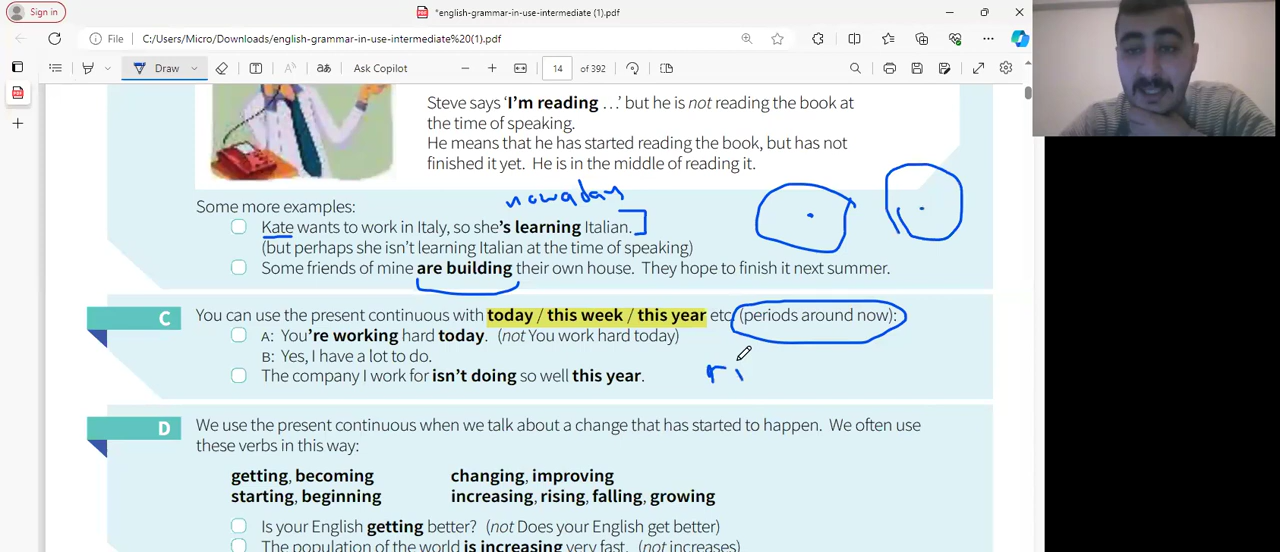 Sign in
*english-grammar-in-use-intermediate (1).pdf
File
C:/Users/Micro/Downloads/english-grammar-in-use-intermediate%20(1).pdf
Draw
Ask Copilot
14
of 392
Steve says ‘I’m reading …’ but he is not reading the book at
the time of speaking.
He means that he has started reading the book, but has not
finished it yet. He is in the middle of reading it.
nowaday
Some more examples:
Kate wants to work in Italy, so she’s learning Italian.
(but perhaps she isn’t learning Italian at the time of speaking)
Some friends of mine are building their own house. They hope to finish it next summer.
C
You can use the present continuous with today / this week / this year etc (periods around now):
A: You’re working hard today. (not You work hard today)
B: Yes, I have a lot to do.
The company I work for isn’t doing so well this year.
ri
D
We use the present continuous when we talk about a change that has started to happen. We often use
these verbs in this way:
getting, becoming changing, improving
starting, beginning increasing, rising, falling, growing
Is your English getting better? (not Does your English get better)
The population of the world is increasing very fast. (not increases)